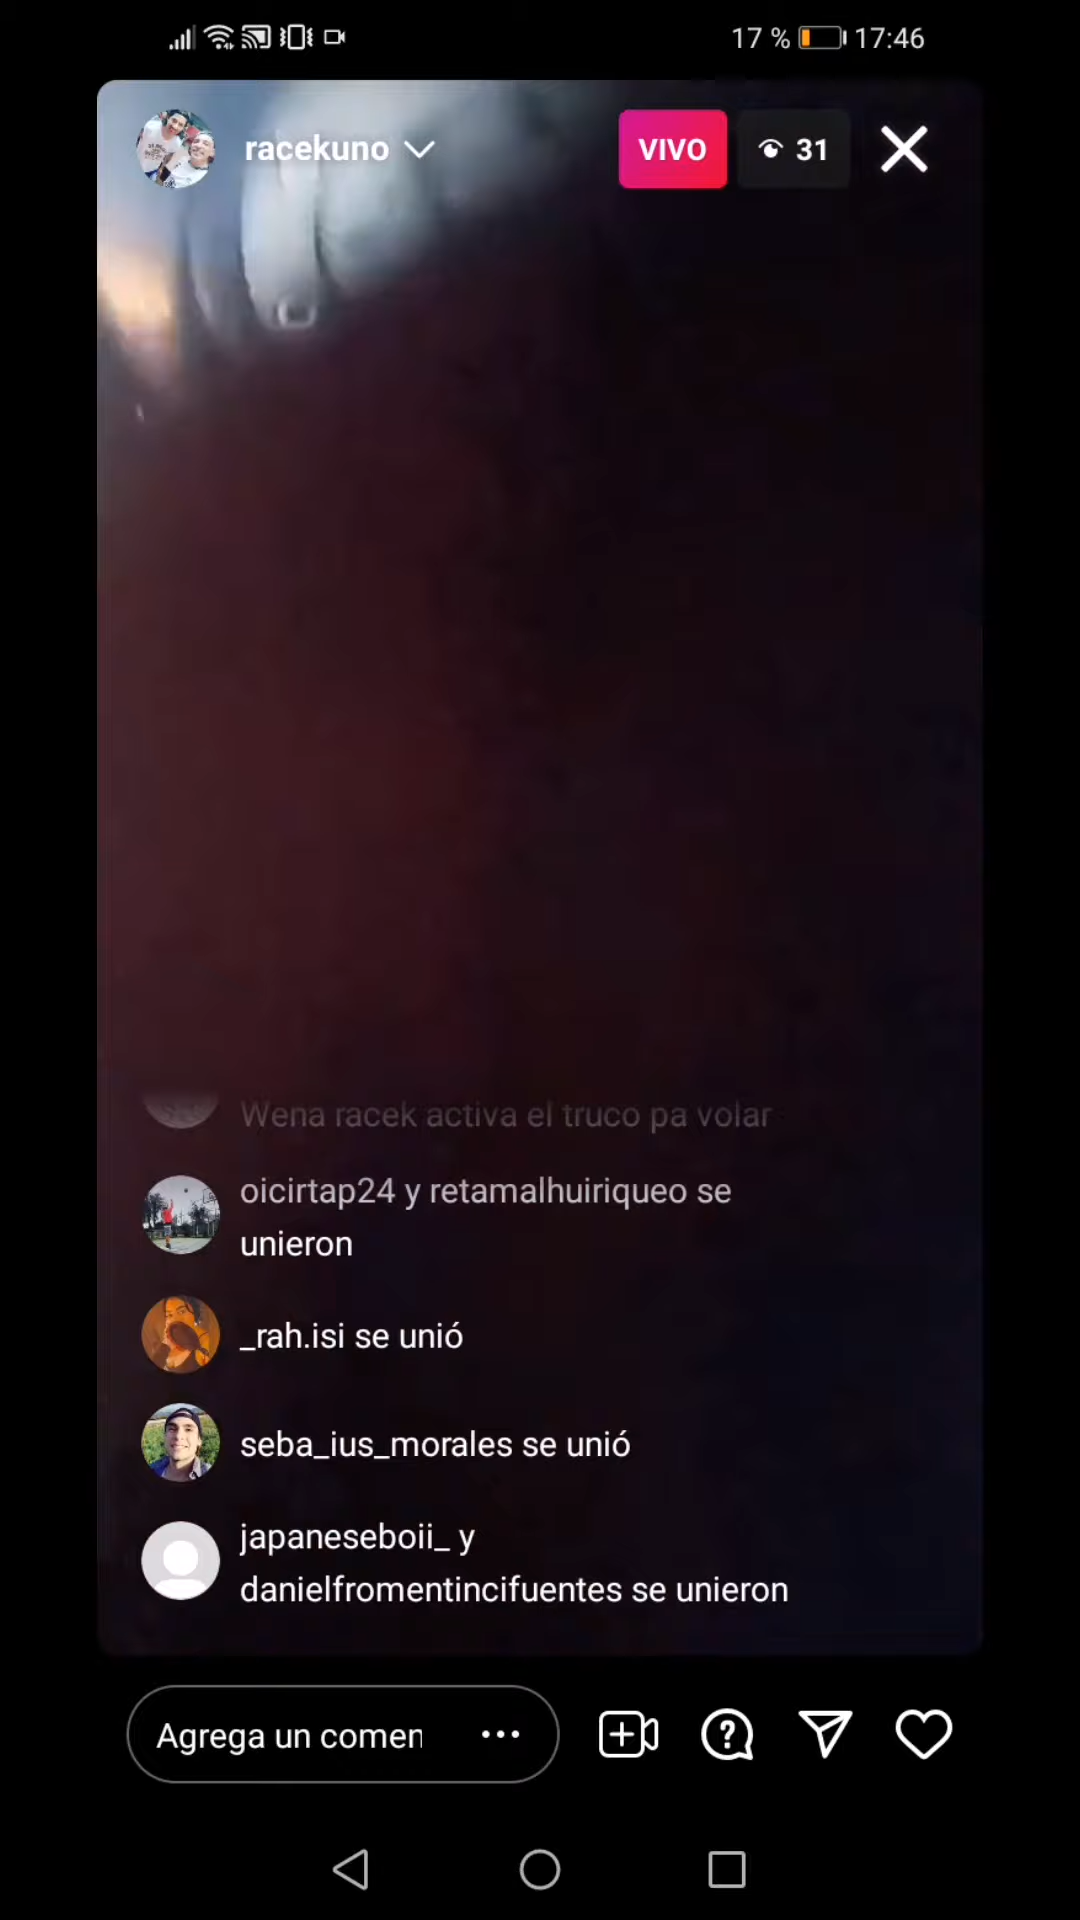 17 % 17:46
racekuno VIVO 31
Wena racek activa el truco pa volar
oicirtap24 y retamalhuiriqueo se
unieron
_rah.isi se unió
seba_ius_morales se unió
japaneseboii_ y
danielfromentincifuentes se unieron
Agrega un comen